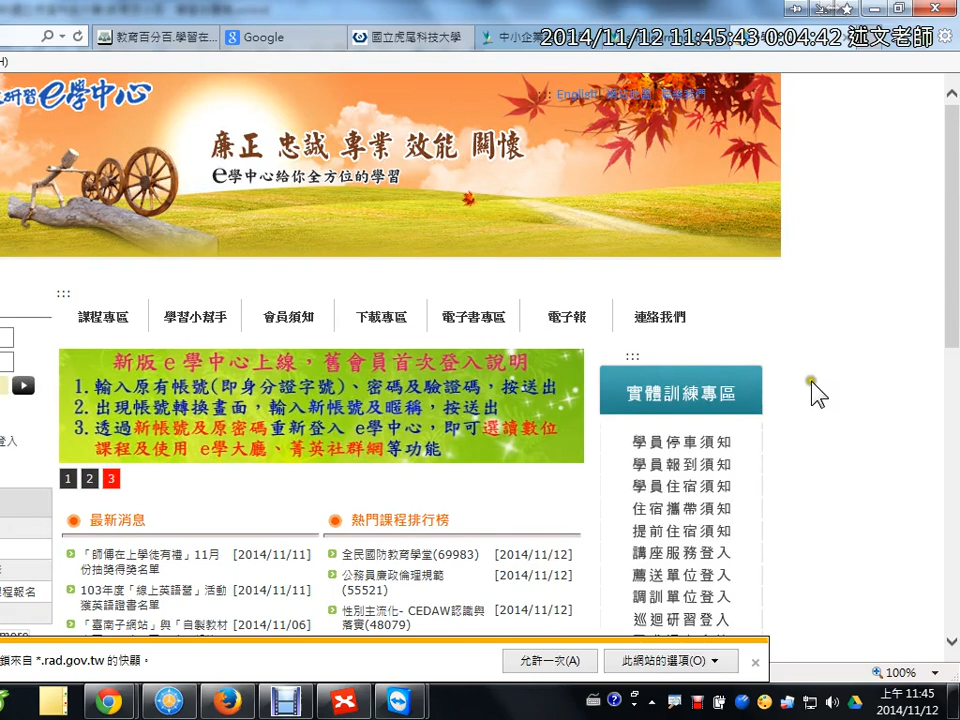 教育百分百.學習在...
Google
國立虎尾科技大學
中小企業
2014/11/12 11:45:43 0:04:42 述文老師
H)
研習e學中心
English
廉正 忠誠 專業 效能 關懷
e學中心給你全方位的學習
:::
課程專區
學習小幫手
會員須知
下載專區
電子書專區
電子報
連絡我們
新版e學中心上線,舊會員首次登入說明
1.輸入原有帳號(即身分證字號)、密碼及驗證碼,按送出
2.出現帳號轉換畫面,輸入新帳號及暱稱,按送出
3.透過新帳號及原密碼重新登入 e學中心,即可選讀數位
課程及使用 e學大廳、菁英社群網等功能
1 2 3
:::
實體訓練專區
學員停車須知
學員報到須知
學員住宿須知
住宿攜帶須知
提前住宿須知
講座服務登入
薦送單位登入
調訓單位登入
巡迴研習登入
登入
程報名
more
最新消息
「師傅在上學徒有禮」11月 [2014/11/11]
份抽獎得獎名單
103年度「線上英語營」活動 [2014/11/11]
獲英語證書名單
「臺南子網站」與「自製教材 [2014/11/06]
熱門課程排行榜
全民國防教育學堂(69983) [2014/11/12]
公務員廉政倫理規範 [2014/11/12]
(55521)
性別主流化- CEDAW認識與 [2014/11/12]
落實(48079)
鎖來自 *.rad.gov.tw 的快顯。
允許一次(A)
此網站的選項(O)
100%
上午 11:45
2014/11/12